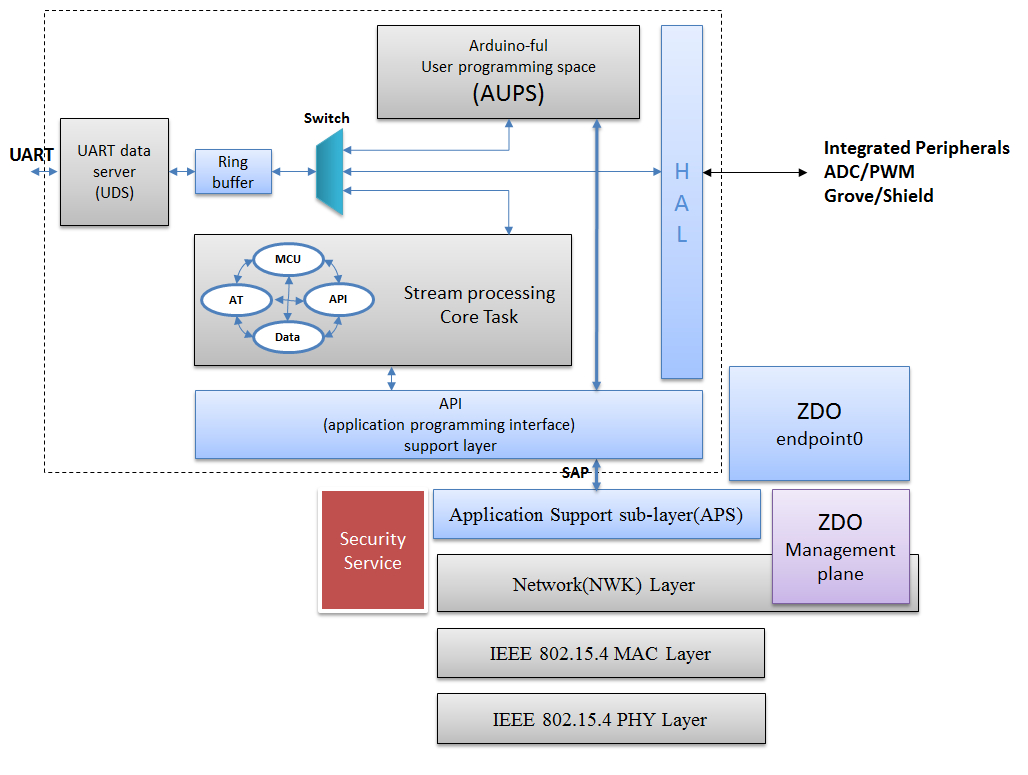 Arduino-ful
User programming space
(AUPS)
Switch
UART
UART data
server
(UDS)
Ring
buffer
H
A
L
Integrated Peripherals
ADC/PWM
Grove/Shield
MCU
AT
API
Data
Stream processing
Core Task
API
(application programming interface)
support layer
ZDO
endpoint0
SAP
Security
Service
Application Support sub-layer(APS)
ZDO
Management
plane
Network(NWK) Layer
IEEE 802.15.4 MAC Layer
IEEE 802.15.4 PHY Layer